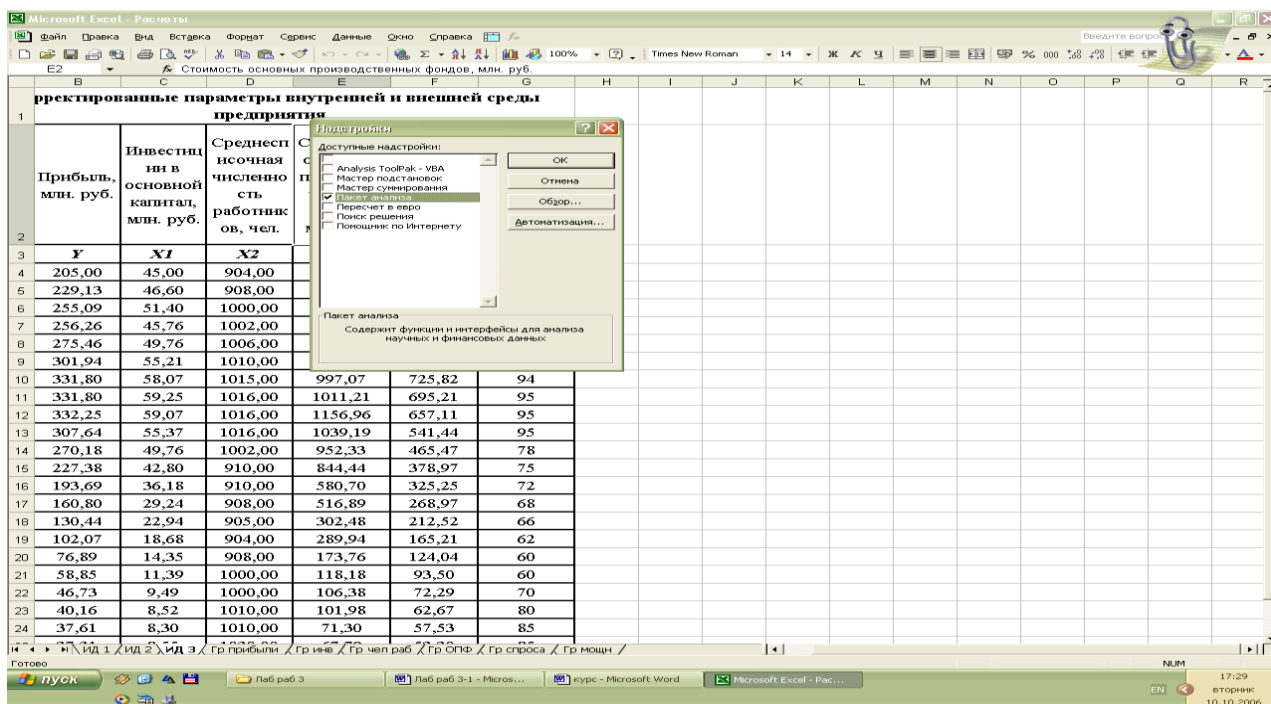 Microsoft Excel - Расчеты
Файл Правка Вид Вставка Формат Сервис Данные Окно Справка
Введите вопрос
100% Times New Roman 14 Ж К Ч
% 000
E2 fx Стоимость основных производственных фондов, млн. руб.
B C D E F G H I J K L M N O P Q R
1 рректированные параметры внутренней и внешней среды
предприятия
2 Прибыль,
млн. руб.
Инвестиц
ии в
основной
капитал,
млн. руб.
Среднесп
исочная
численно
сть
работник
ов, чел.
3 Y X1 X2
4 205,00 45,00 904,00
5 229,13 46,60 908,00
6 255,09 51,40 1000,00
7 256,26 45,76 1002,00
8 275,46 49,76 1006,00
9 301,94 55,21 1010,00
10 331,80 58,07 1015,00 997,07 725,82 94
11 331,80 59,25 1016,00 1011,21 695,21 95
12 332,25 59,07 1016,00 1156,96 657,11 95
13 307,64 55,37 1016,00 1039,19 541,44 95
14 270,18 49,76 1002,00 952,33 465,47 78
15 227,38 42,80 910,00 844,44 378,97 75
16 193,69 36,18 910,00 580,70 325,25 72
17 160,80 29,24 908,00 516,89 268,97 68
18 130,44 22,94 905,00 302,48 212,52 66
19 102,07 18,68 904,00 289,94 165,21 62
20 76,89 14,35 908,00 173,76 124,04 60
21 58,85 11,39 1000,00 118,18 93,50 60
22 46,73 9,49 1000,00 106,38 72,29 70
23 40,16 8,52 1010,00 101,98 62,67 80
24 37,61 8,30 1010,00 71,30 57,53 85
Надстройки
Доступные надстройки:
Analysis ToolPak - VBA
Мастер подстановок
Мастер суммирования
Пакет анализа
Пересчет в евро
Поиск решения
Помощник по Интернету
OK
Отмена
Обзор...
Автоматизация...
Пакет анализа
Содержит функции и интерфейсы для анализа
научных и финансовых данных
ИД 1 ИД 2 ИД 3 Гр прибыли Гр инв Гр чел раб Гр ОПФ Гр спроса Гр мощн
Готово NUM
пуск Лаб раб 3 Лаб раб 3-1 - Micros... курс - Microsoft Word Microsoft Excel - Рас... EN 17:29
вторник
10.10.2006